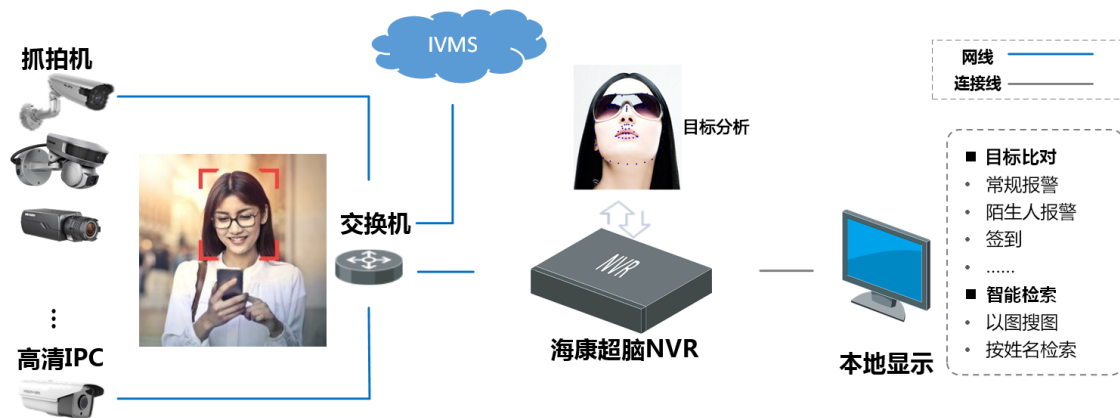 IVMS
抓拍机
网线
连接线
目标分析
■ 目标比对
• 常规报警
• 陌生人报警
• 签到
• ......
■ 智能检索
• 以图搜图
• 按姓名检索
交换机
NVR
海康超脑NVR
本地显示
⋮
高清IPC